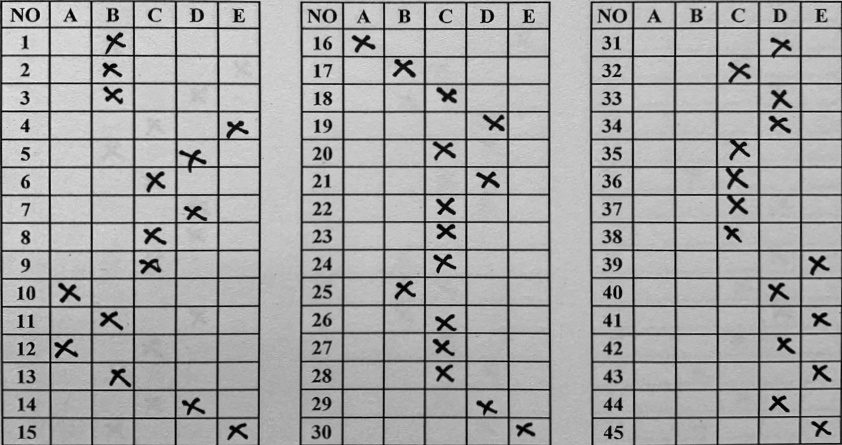 NO A B C D E NO A B C D E NO A B C D E
1 X 16 X 31 X
2 X 17 X 32 X
3 X 18 X 33 X
4 X 19 X 34 X
5 X 20 X 35 X
6 X 21 X 36 X
7 X 22 X 37 X
8 X 23 X 38 X
9 X 24 X 39 X
10 X 25 X 40 X
11 X 26 X 41 X
12 X 27 X 42 X
13 X 28 X 43 X
14 X 29 X 44 X
15 X 30 X 45 X